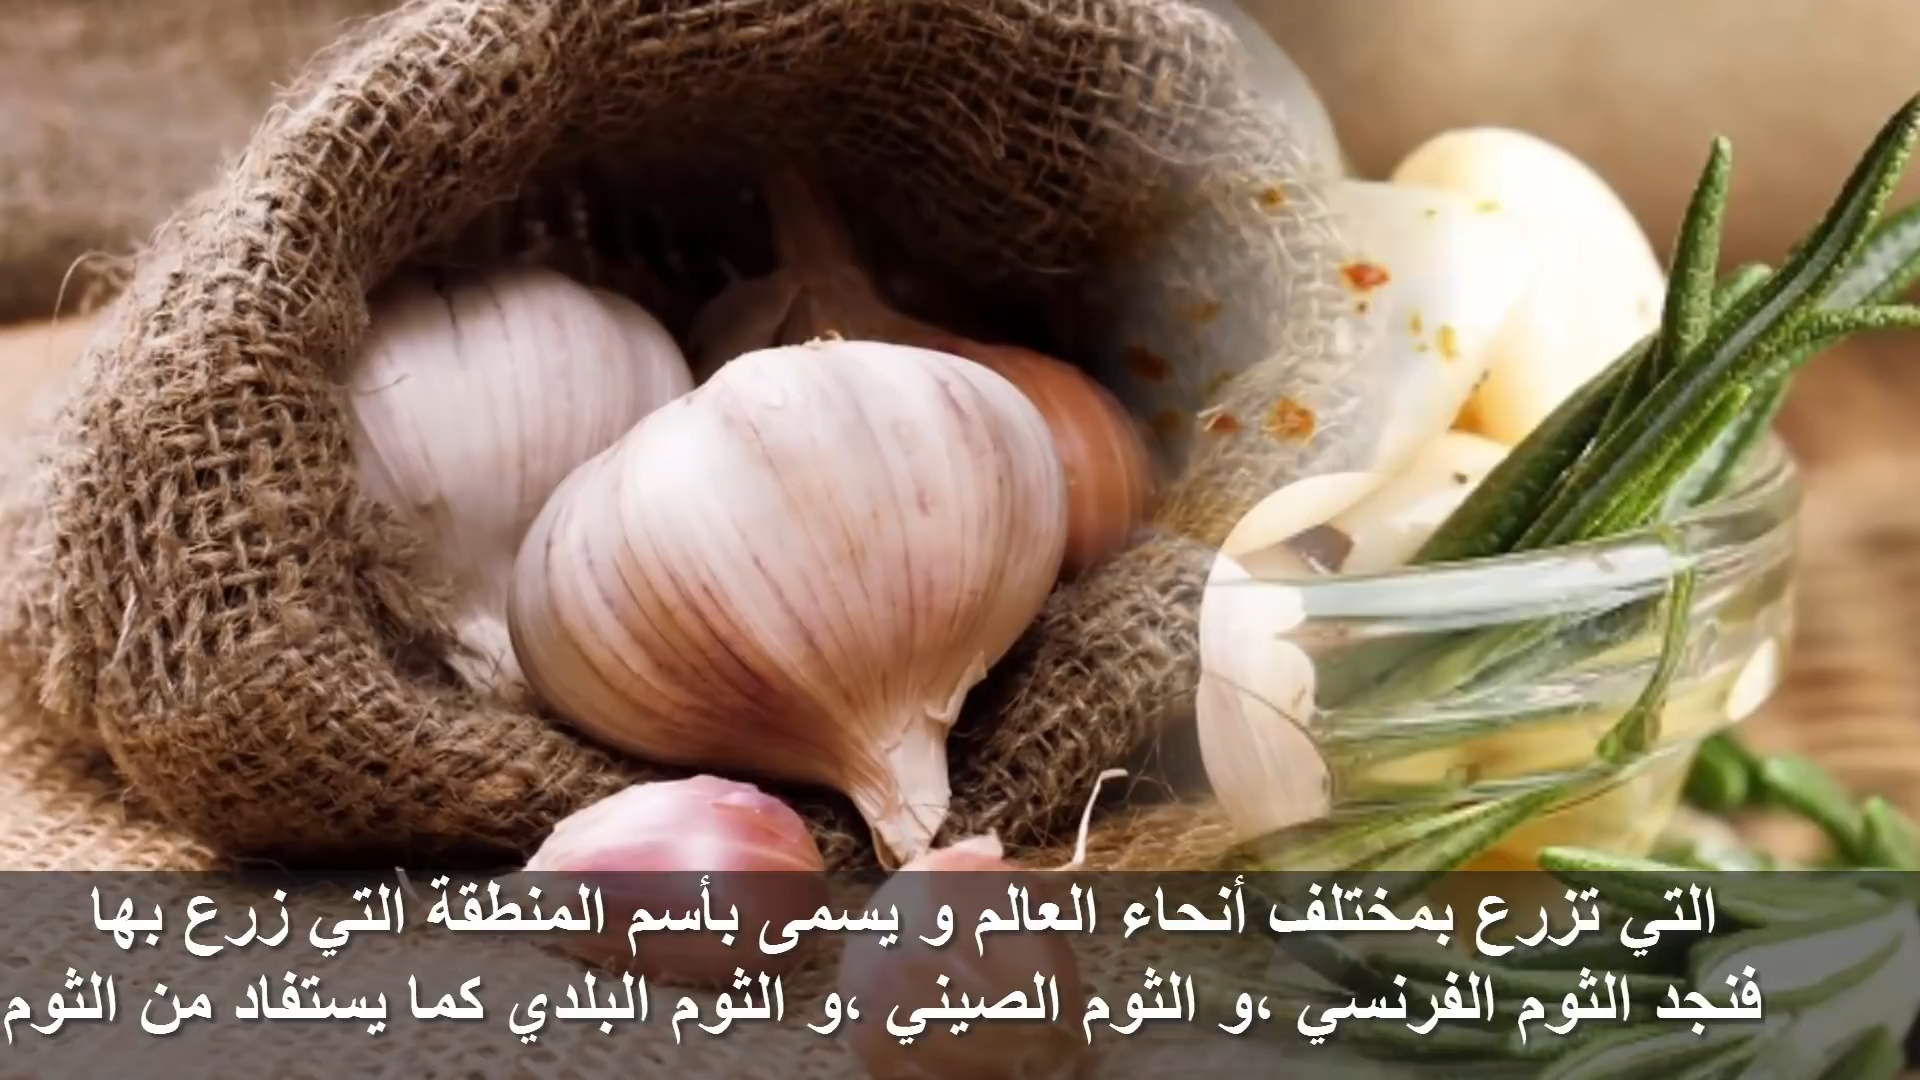 التي تزرع بمختلف أنحاء العالم و يسمى بأسم المنطقة التي زرع بها
فنجد الثوم الفرنسي ،و الثوم الصيني ،و الثوم البلدي كما يستفاد من الثوم